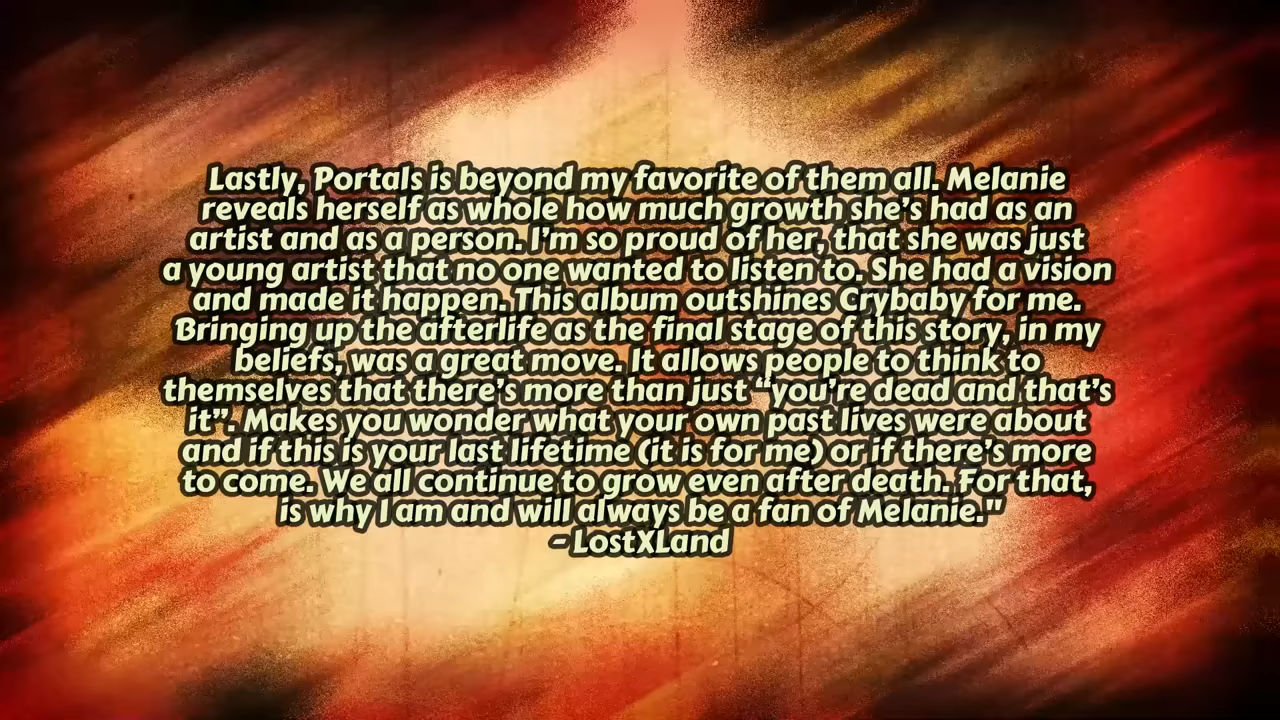 Lastly, Portals is beyond my favorite of them all. Melanie
reveals herself as whole how much growth she's had as an
artist and as a person. I'm so proud of her, that she was just
a young artist that no one wanted to listen to. She had a vision
and made it happen. This album outshines Crybaby for me.
Bringing up the afterlife as the final stage of this story, in my
beliefs, was a great move. It allows people to think to
themselves that there's more than just “you're dead and that's
it”. Makes you wonder what your own past lives were about
and if this is your last lifetime (it is for me) or if there's more
to come. We all continue to grow even after death. For that,
is why I am and will always be a fan of Melanie."
- LostXLand